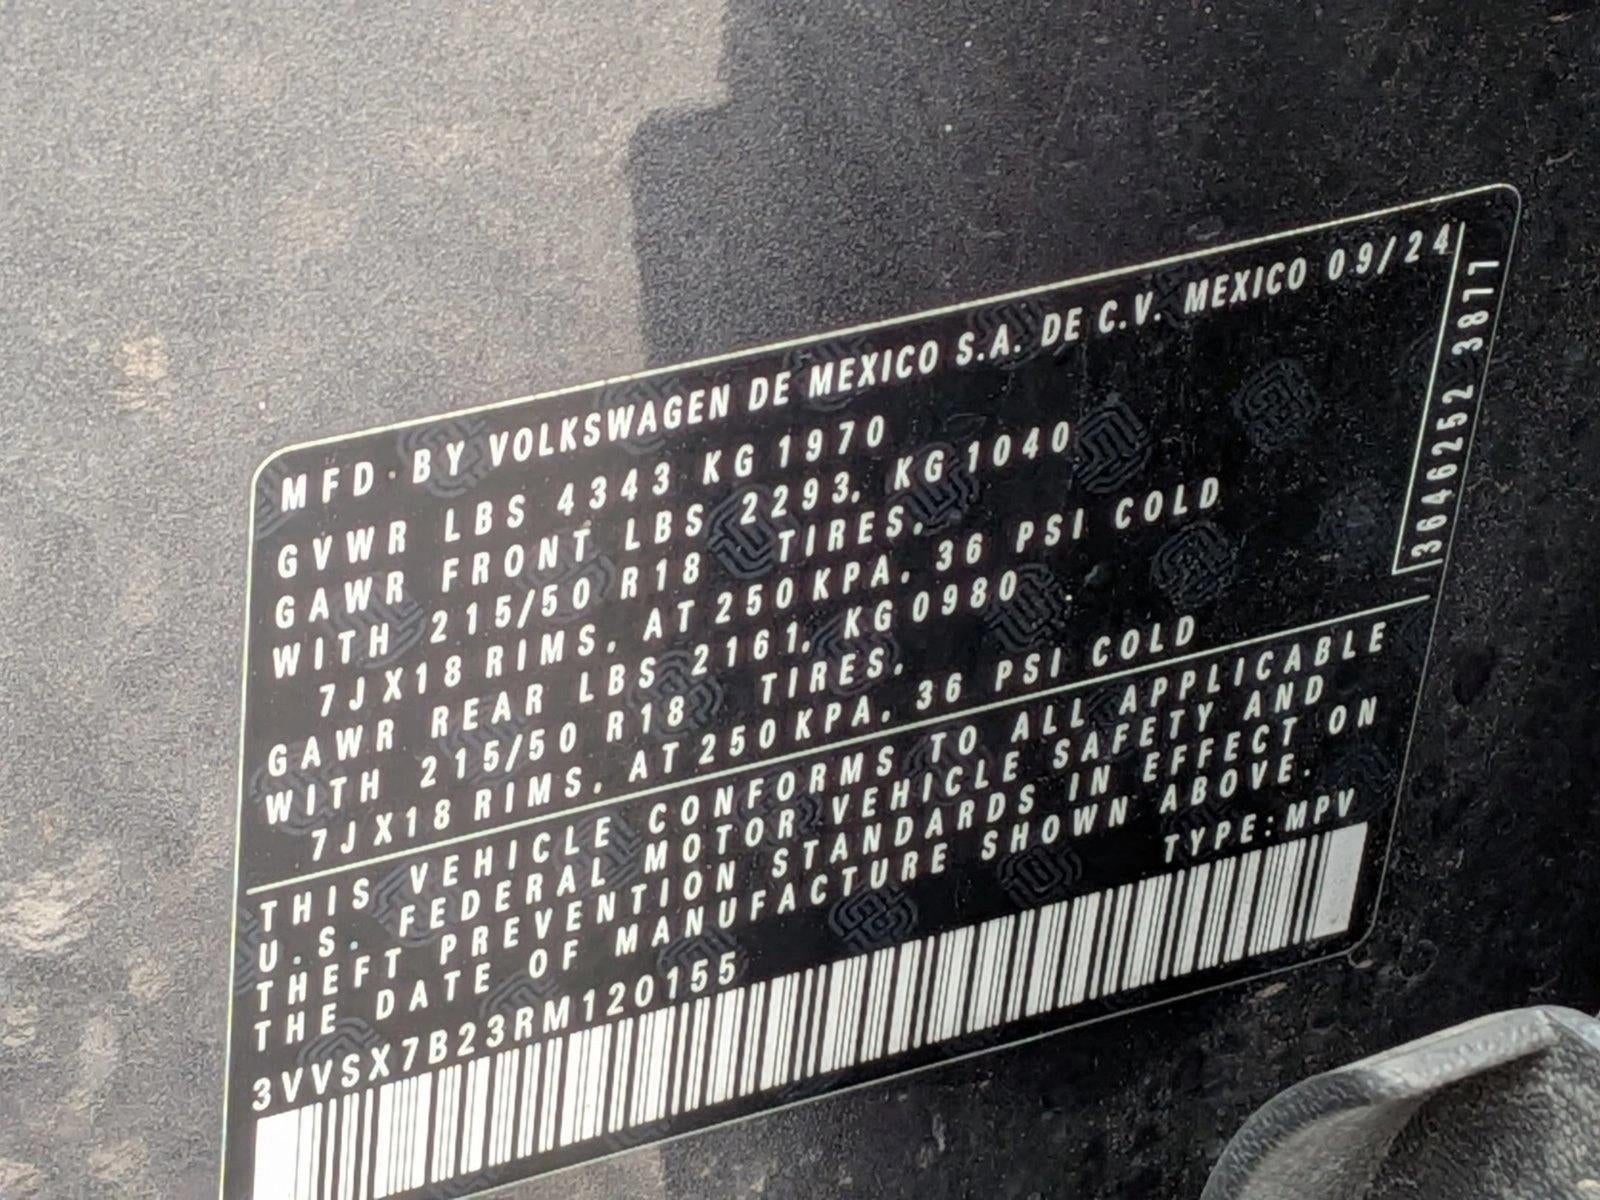 MFD. BY VOLKSWAGEN DE MEXICO S.A. DE C.V. MEXICO 09/24
GVWR LBS 4343 KG 1970
GAWR FRONT LBS 2293, KG 1040
WITH 215/50 R18 TIRES,
7JX18 RIMS, AT 250KPA, 36 PSI COLD
GAWR REAR LBS 2161, KG 0980
WITH 215/50 R18 TIRES,
7JX18 RIMS, AT 250KPA, 36 PSI COLD
THIS VEHICLE CONFORMS TO ALL APPLICABLE
U.S. FEDERAL MOTOR VEHICLE SAFETY AND
THEFT PREVENTION STANDARDS IN EFFECT ON
THE DATE OF MANUFACTURE SHOWN ABOVE.
TYPE:MPV
3VVSX7B23RM120155
3646252 3877